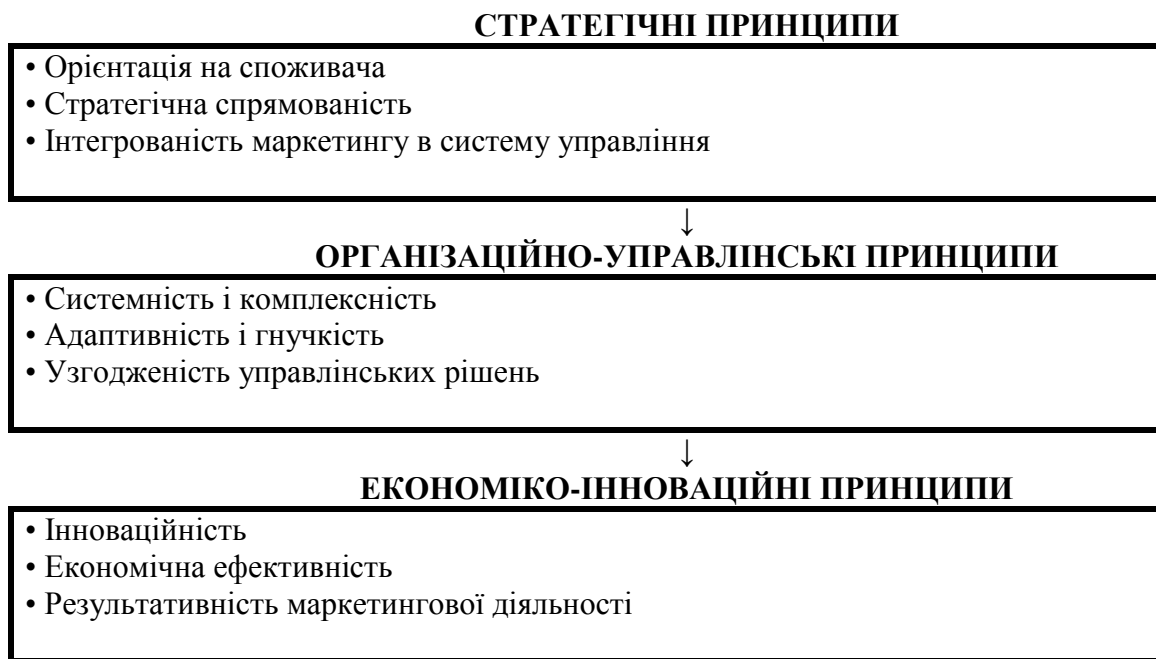 СТРАТЕГІЧНІ ПРИНЦИПИ
• Орієнтація на споживача
• Стратегічна спрямованість
• Інтегрованість маркетингу в систему управління
↓
ОРГАНІЗАЦІЙНО-УПРАВЛІНСЬКІ ПРИНЦИПИ
• Системність і комплексність
• Адаптивність і гнучкість
• Узгодженість управлінських рішень
↓
ЕКОНОМІКО-ІННОВАЦІЙНІ ПРИНЦИПИ
• Інноваційність
• Економічна ефективність
• Результативність маркетингової діяльності